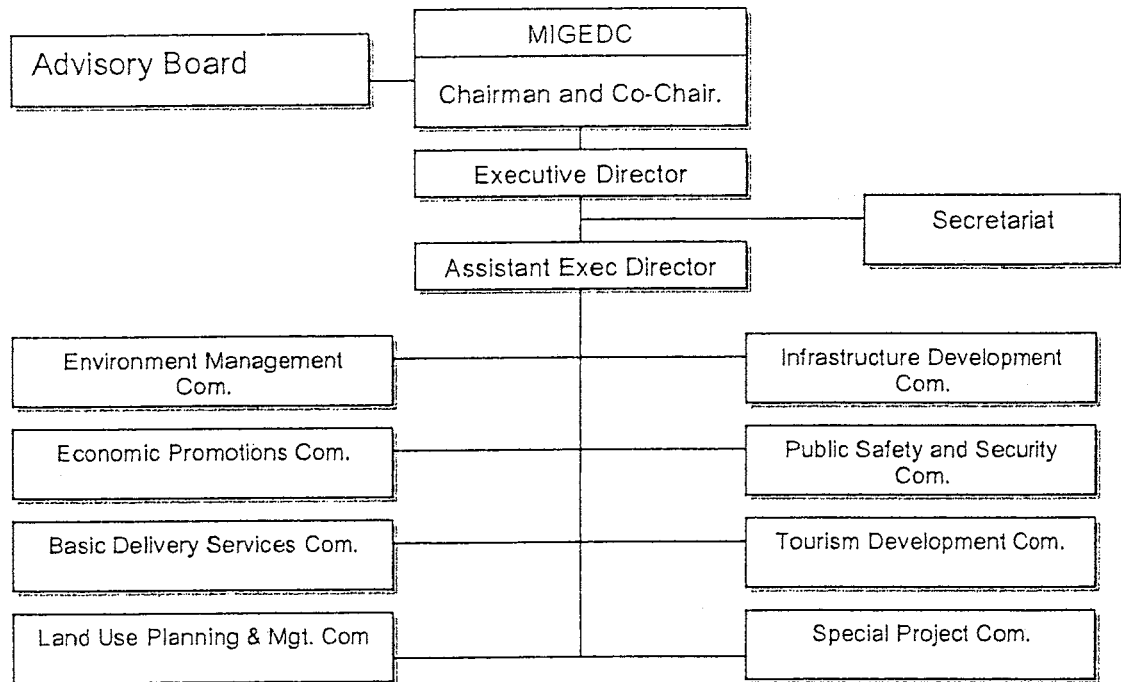 Advisory Board
MIGEDC
Chairman and Co-Chair.
Executive Director
Secretariat
Assistant Exec Director
Environment Management
Com.
Infrastructure Development
Com.
Economic Promotions Com.
Public Safety and Security
Com.
Basic Delivery Services Com.
Tourism Development Com.
Land Use Planning & Mgt. Com
Special Project Com.